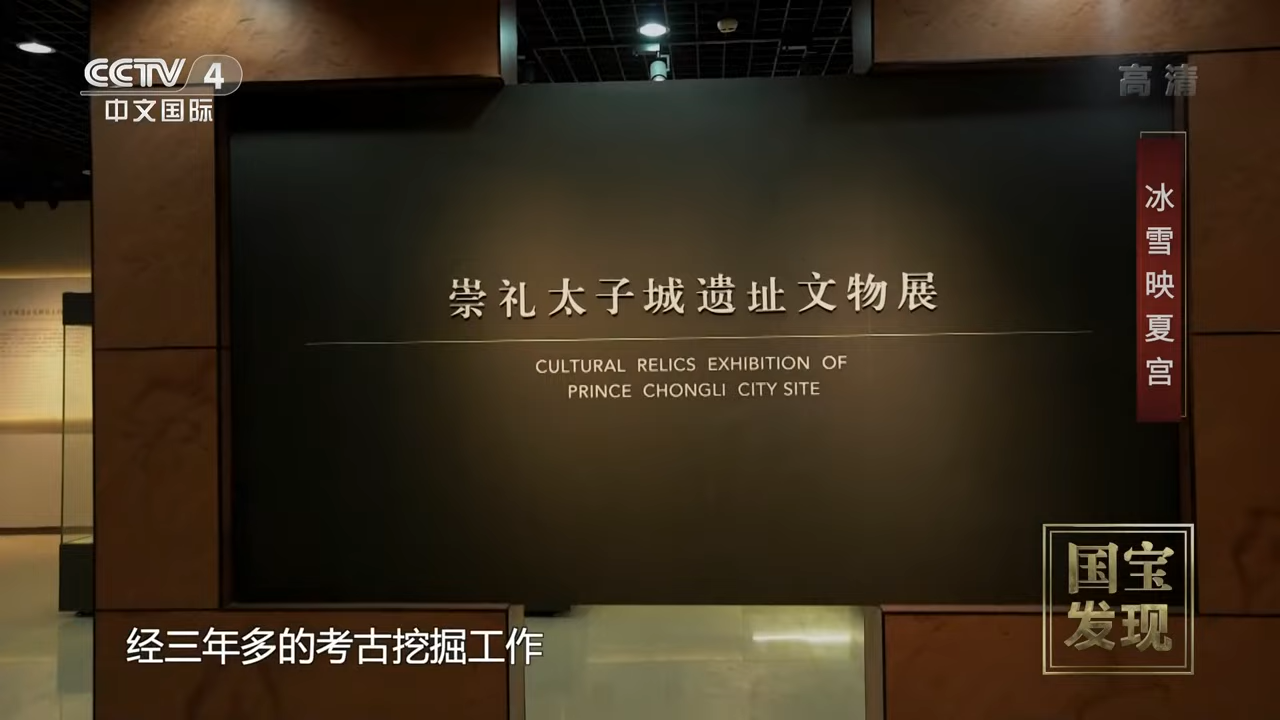 CCTV 4
中文国际
高清
冰雪映夏宫
崇礼太子城遗址文物展
CULTURAL RELICS EXHIBITION OF
PRINCE CHONGLI CITY SITE
国宝
发现
经三年多的考古挖掘工作